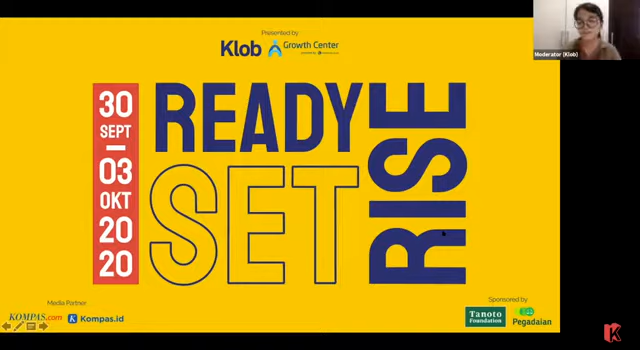 Presented by
Klob Growth Center
Moderator [Klob]
30
SEPT
03
OKT
20
20
READY
SET
RISE
Media Partner
KOMPAS.com Kompas.id
Sponsored by
Tanoto
Foundation
Pegadaian